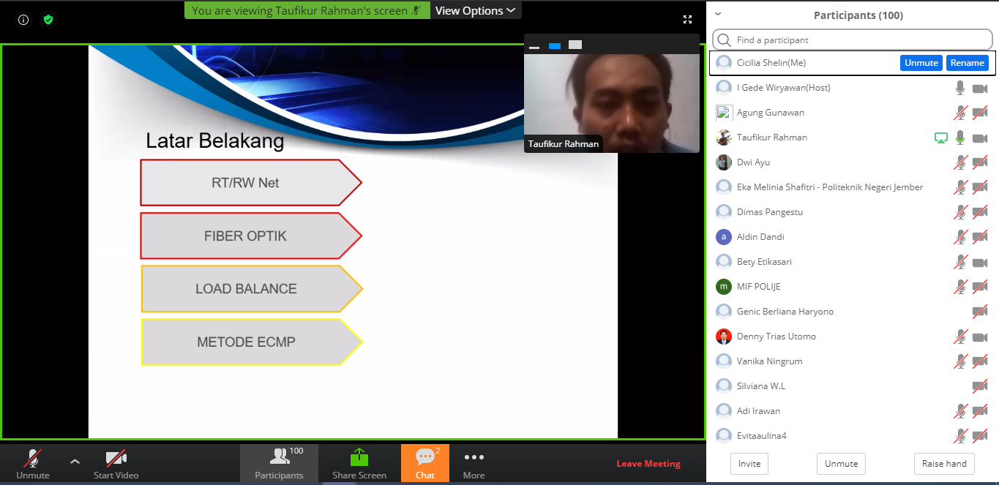 You are viewing Taufikur Rahman's screen
View Options
Taufikur Rahman
Latar Belakang
RT/RW Net
FIBER OPTIK
LOAD BALANCE
METODE ECMP
Participants (100)
Find a participant
Cicilia Shelin(Me)
Unmute
Rename
I Gede Wiryawan(Host)
Agung Gunawan
Taufikur Rahman
Dwi Ayu
Eka Melinia Shafitri - Politeknik Negeri Jember
Dimas Pangestu
a
Aldin Dandi
Bety Etikasari
m
MIF POLIJE
Genic Berliana Haryono
Denny Trias Utomo
Vanika Ningrum
Silviana W.L
Adi Irawan
Evitaaulina4
Invite
Unmute
Raise hand
Unmute
Start Video
100
Participants
Share Screen
2
Chat
More
Leave Meeting